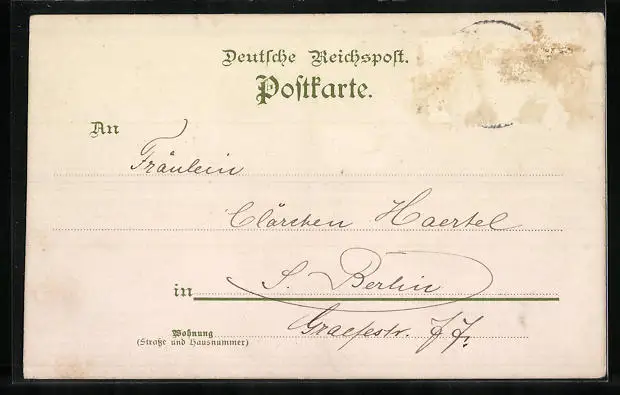 Deutsche Reichspost.
Postkarte.
An
Fräulein
Clärchen Haertel
in S. Berlin
Wohnung
(Straße und Hausnummer)
Graefestr. 77.